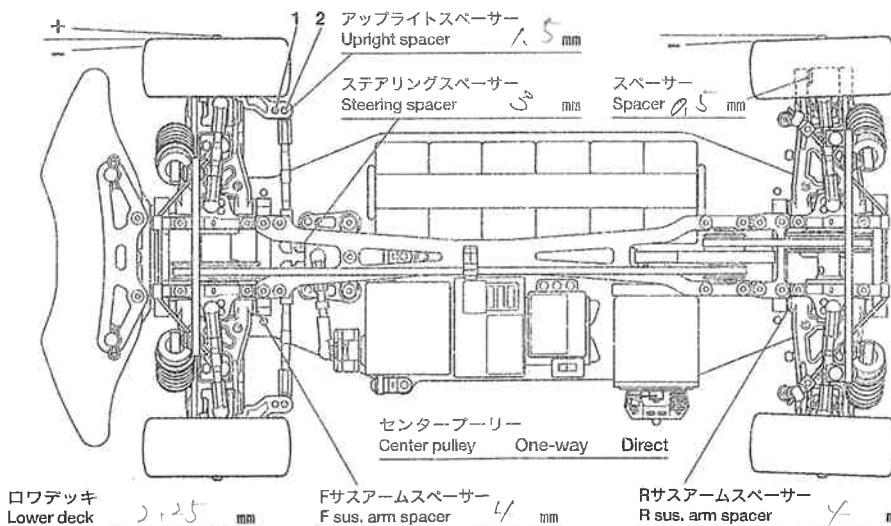 +
1 2
アップライトスペーサー
Upright spacer 1.5 mm
−
ステアリングスペーサー
Steering spacer mm
スペーサー
Spacer 0.5 mm
−
センタープーリー
Center pulley One-way Direct
ロワデッキ
Lower deck 2.25 mm
Fサスアームスペーサー
F sus. arm spacer 4 mm
Rサスアームスペーサー
R sus. arm spacer 4